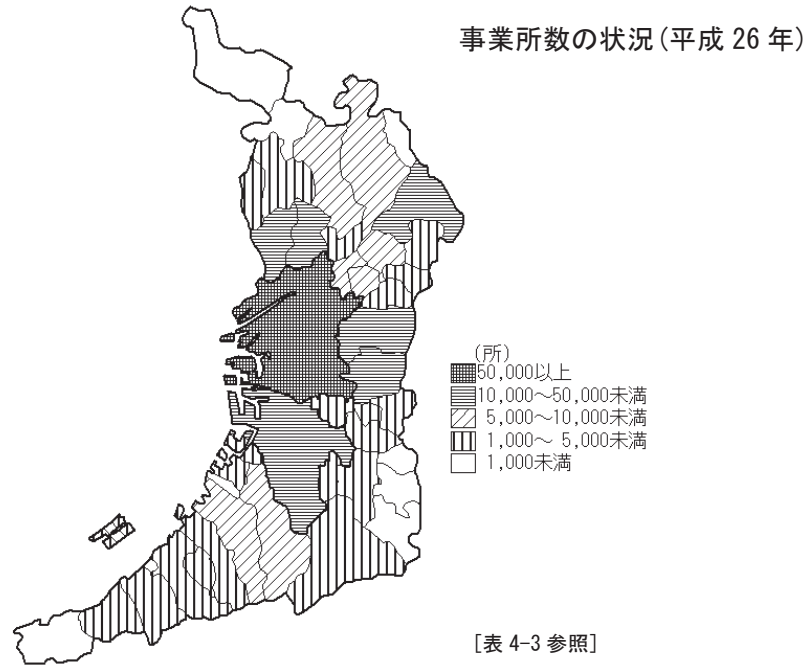 事業所数の状況(平成 26 年)
(所)
50,000以上
10,000～50,000未満
5,000～10,000未満
1,000～ 5,000未満
1,000未満
[表 4-3 参照]